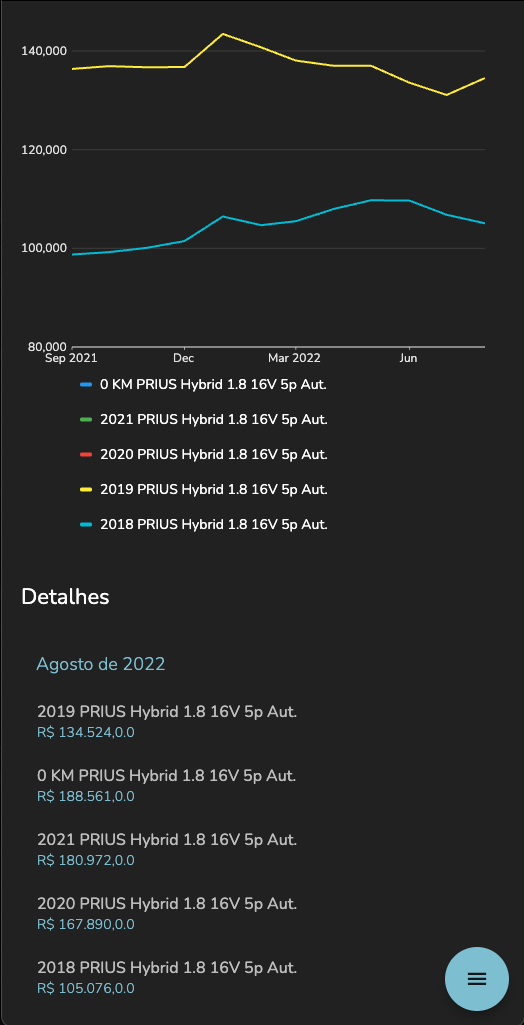 140,000
120,000
100,000
80,000
Sep 2021 Dec Mar 2022 Jun
0 KM PRIUS Hybrid 1.8 16V 5p Aut.
2021 PRIUS Hybrid 1.8 16V 5p Aut.
2020 PRIUS Hybrid 1.8 16V 5p Aut.
2019 PRIUS Hybrid 1.8 16V 5p Aut.
2018 PRIUS Hybrid 1.8 16V 5p Aut.
Detalhes
Agosto de 2022
2019 PRIUS Hybrid 1.8 16V 5p Aut.
R$ 134.524,0.0
0 KM PRIUS Hybrid 1.8 16V 5p Aut.
R$ 188.561,0.0
2021 PRIUS Hybrid 1.8 16V 5p Aut.
R$ 180.972,0.0
2020 PRIUS Hybrid 1.8 16V 5p Aut.
R$ 167.890,0.0
2018 PRIUS Hybrid 1.8 16V 5p Aut.
R$ 105.076,0.0